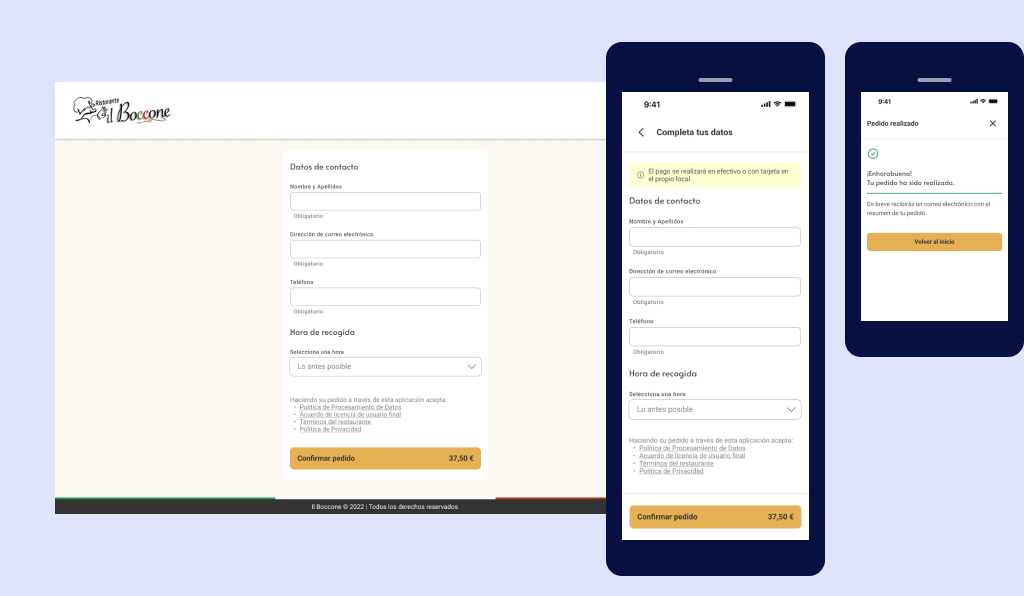 Ristorante
il Boccone
Datos de contacto
Nombre y Apellidos
Obligatorio
Dirección de correo electrónico
Obligatorio
Teléfono
Obligatorio
Hora de recogida
Selecciona una hora
Lo antes posible
Haciendo su pedido a través de esta aplicación acepta:
• Política de Procesamiento de Datos
• Acuerdo de licencia de usuario final
• Términos del restaurante
• Política de Privacidad
Confirmar pedido 37,50 €
Il Boccone © 2022 | Todos los derechos reservados
9:41
Completa tus datos
El pago se realizará en efectivo o con tarjeta en
el propio local
Datos de contacto
Nombre y Apellidos
Obligatorio
Dirección de correo electrónico
Obligatorio
Teléfono
Obligatorio
Hora de recogida
Selecciona una hora
Lo antes posible
Haciendo su pedido a través de esta aplicación acepta:
• Política de Procesamiento de Datos
• Acuerdo de licencia de usuario final
• Términos del restaurante
• Política de Privacidad
Confirmar pedido 37,50 €
9:41
Pedido realizado
¡Enhorabuena!
Tu pedido ha sido realizado.
En breve recibirás un correo electrónico con el
resumen de tu pedido.
Volver al inicio